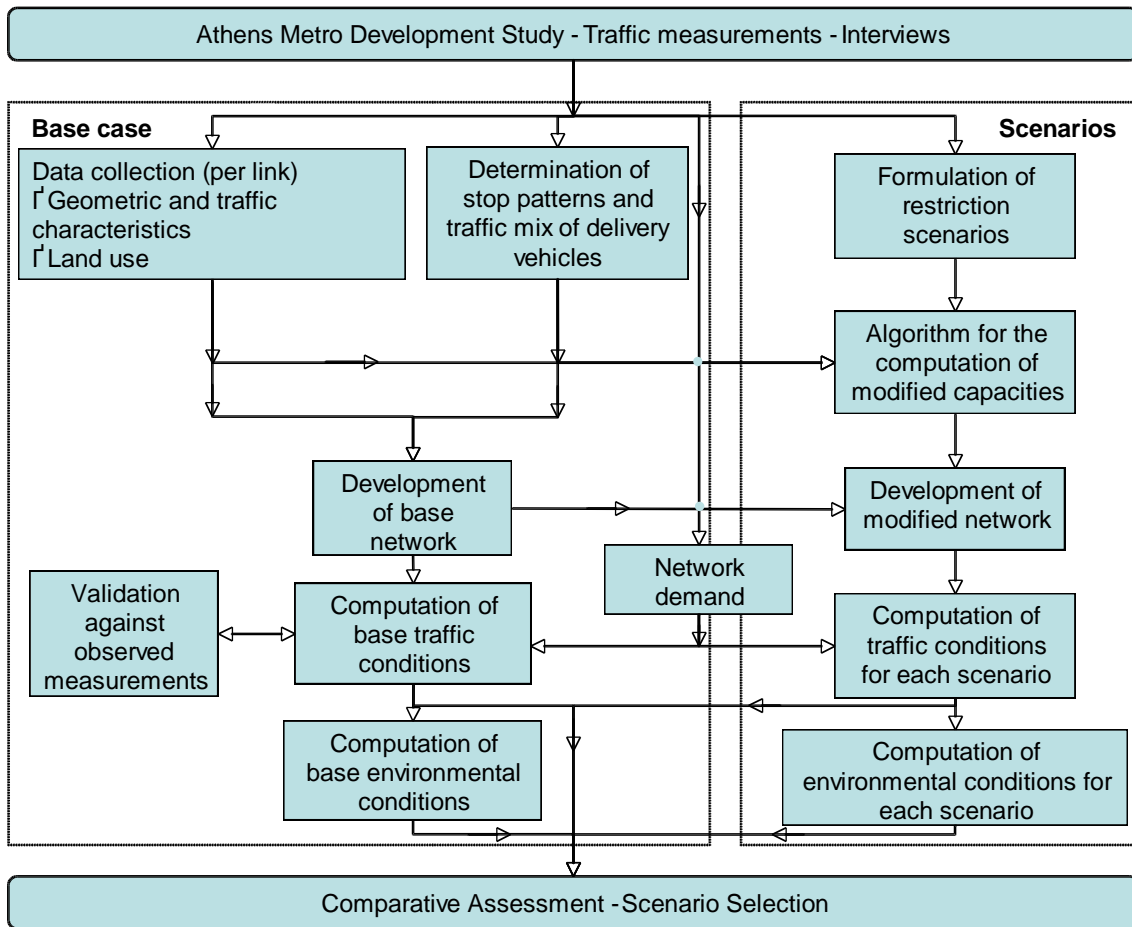 Athens Metro Development Study - Traffic measurements - Interviews
Base case
Scenarios
Data collection (per link)
ҐGeometric and traffic
characteristics
ҐLand use
Determination of
stop patterns and
traffic mix of delivery
vehicles
Formulation of
restriction
scenarios
Algorithm for the
computation of
modified capacities
Development
of base
network
Development of
modified network
Network
demand
Validation
against
observed
measurements
Computation of
base traffic
conditions
Computation of
traffic conditions
for each scenario
Computation of
base environmental
conditions
Computation of
environmental conditions for
each scenario
Comparative Assessment - Scenario Selection